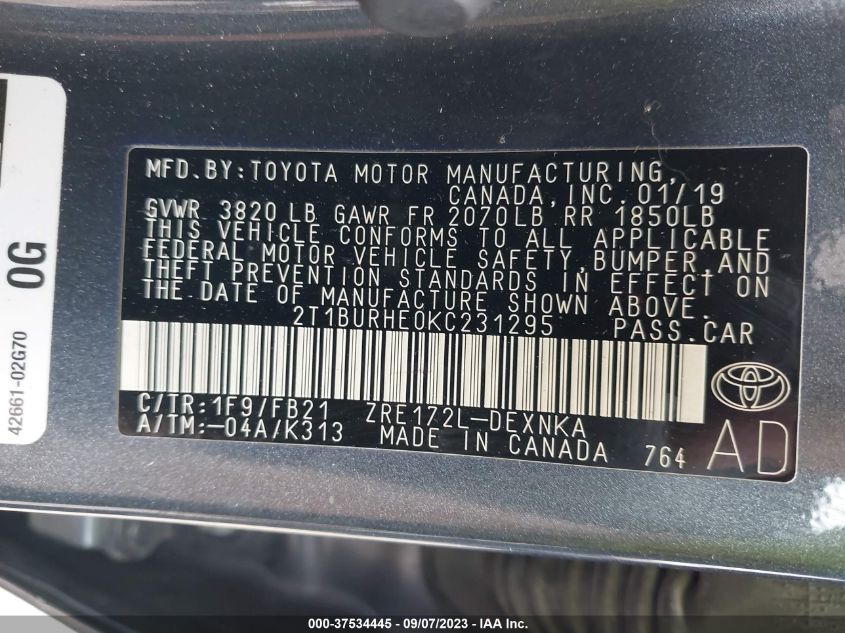 MFD.BY:TOYOTA MOTOR MANUFACTURING,
CANADA,INC.01/19
GVWR 3820 LB GAWR FR 2070LB RR 1850LB
THIS VEHICLE CONFORMS TO ALL APPLICABLE
FEDERAL MOTOR VEHICLE SAFETY,BUMPER,AND
THEFT PREVENTION STANDARDS IN EFFECT ON
THE DATE OF MANUFACTURE SHOWN ABOVE.
2T1BURHE0KC231295 PASS.CAR
C/TR:1F9/FB21 ZRE172L-DEXNKA
A/TM:-04A/K313 MADE IN CANADA 764
AD
0G
42661-02G70
000-37534445 - 09/07/2023 - IAA Inc.